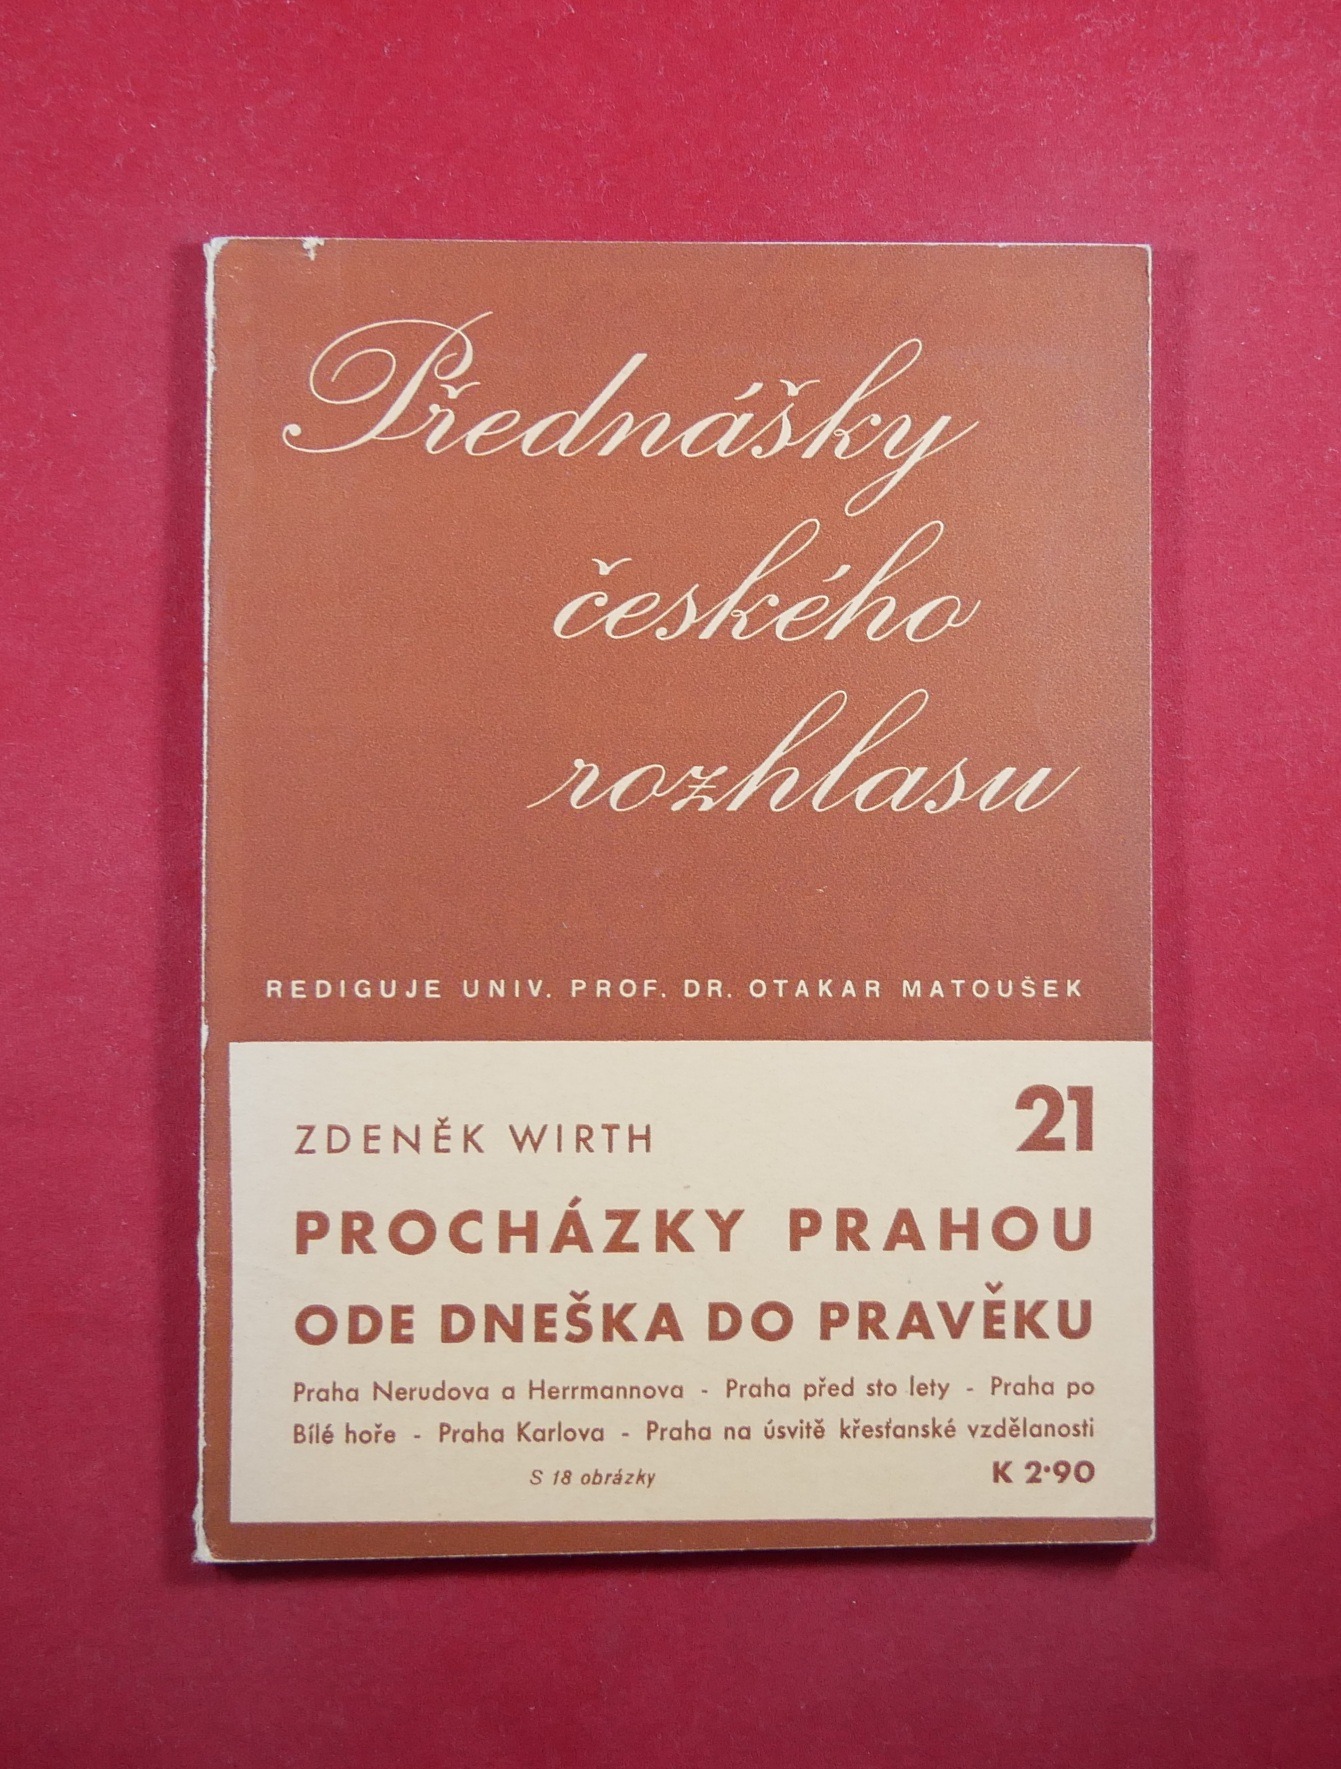 Přednášky
českého
rozhlasu
REDIGUJE UNIV. PROF. DR. OTAKAR MATOUŠEK
ZDENĚK WIRTH 21
PROCHÁZKY PRAHOU
ODE DNEŠKA DO PRAVĚKU
Praha Nerudova a Herrmannova - Praha před sto lety - Praha po
Bílé hoře - Praha Karlova - Praha na úsvitě křesťanské vzdělanosti
S 18 obrázky K 2·90